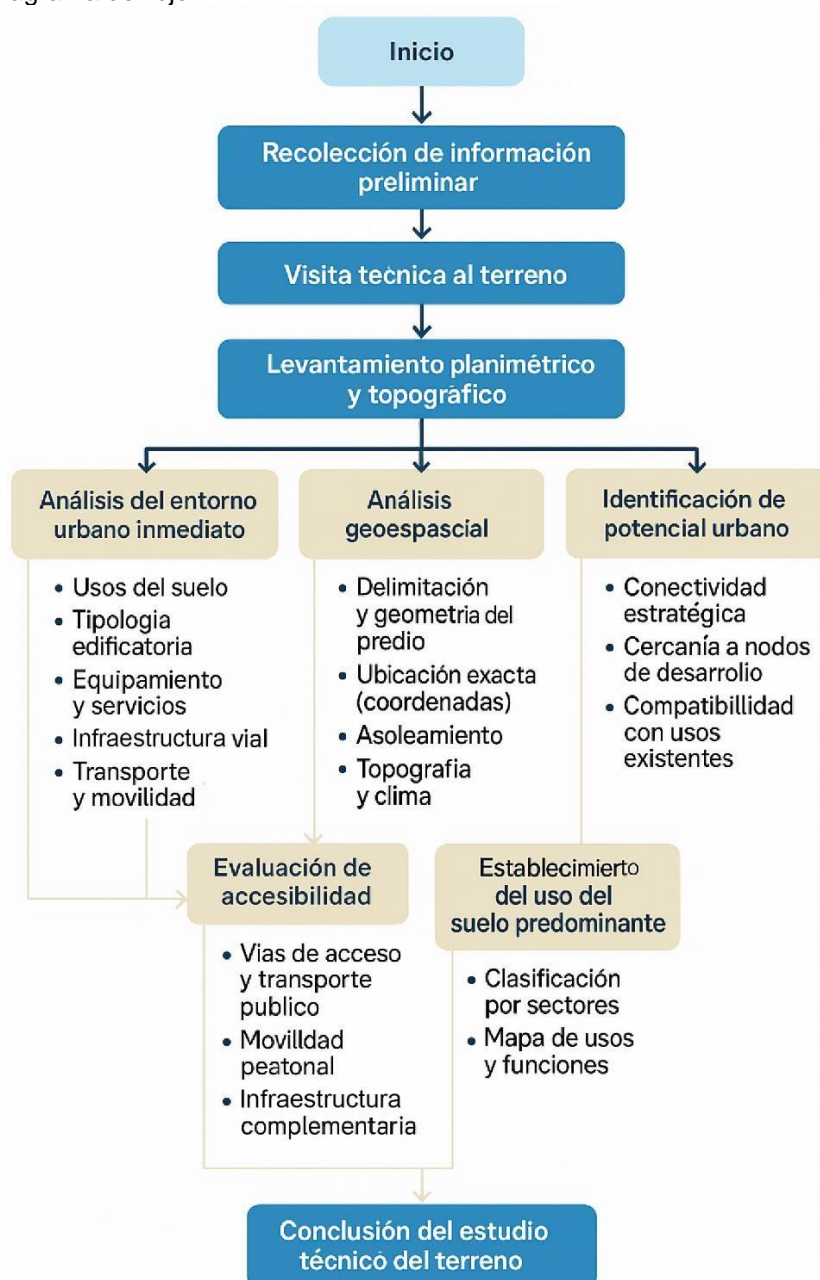 Inicio
Recolección de información
preliminar
Visita tećnica al terreno
Levantamiento planimétrico
y topográfico
Análisis del entorno
urbano inmediato
• Usos del suelo
• Tipologia
edificatoria
• Equipamiento
y servicios
• Infraestructura vial
• Transporte
y movilidad
Análisis
geoespascial
• Delimitación
y geometria del
predio
• Ubicación exacta
(coordenadas)
• Asoleamiento
• Topografia
y clima
Identificación de
potencial urbano
• Conectividad
estratégica
• Cercanía a nodos
de desarrollo
• Compatibillidad
con usos
existentes
Evaluación de
accesibilidad
• Vias de acceso
y transporte
publico
• Movilldad
peatonal
• Infraestructura
complementaria
Establecimierto
del uso del
suelo predominante
• Clasificación
por sectores
• Mapa de usos
y funciones
Conclusión del estudio
técnicó del terreno